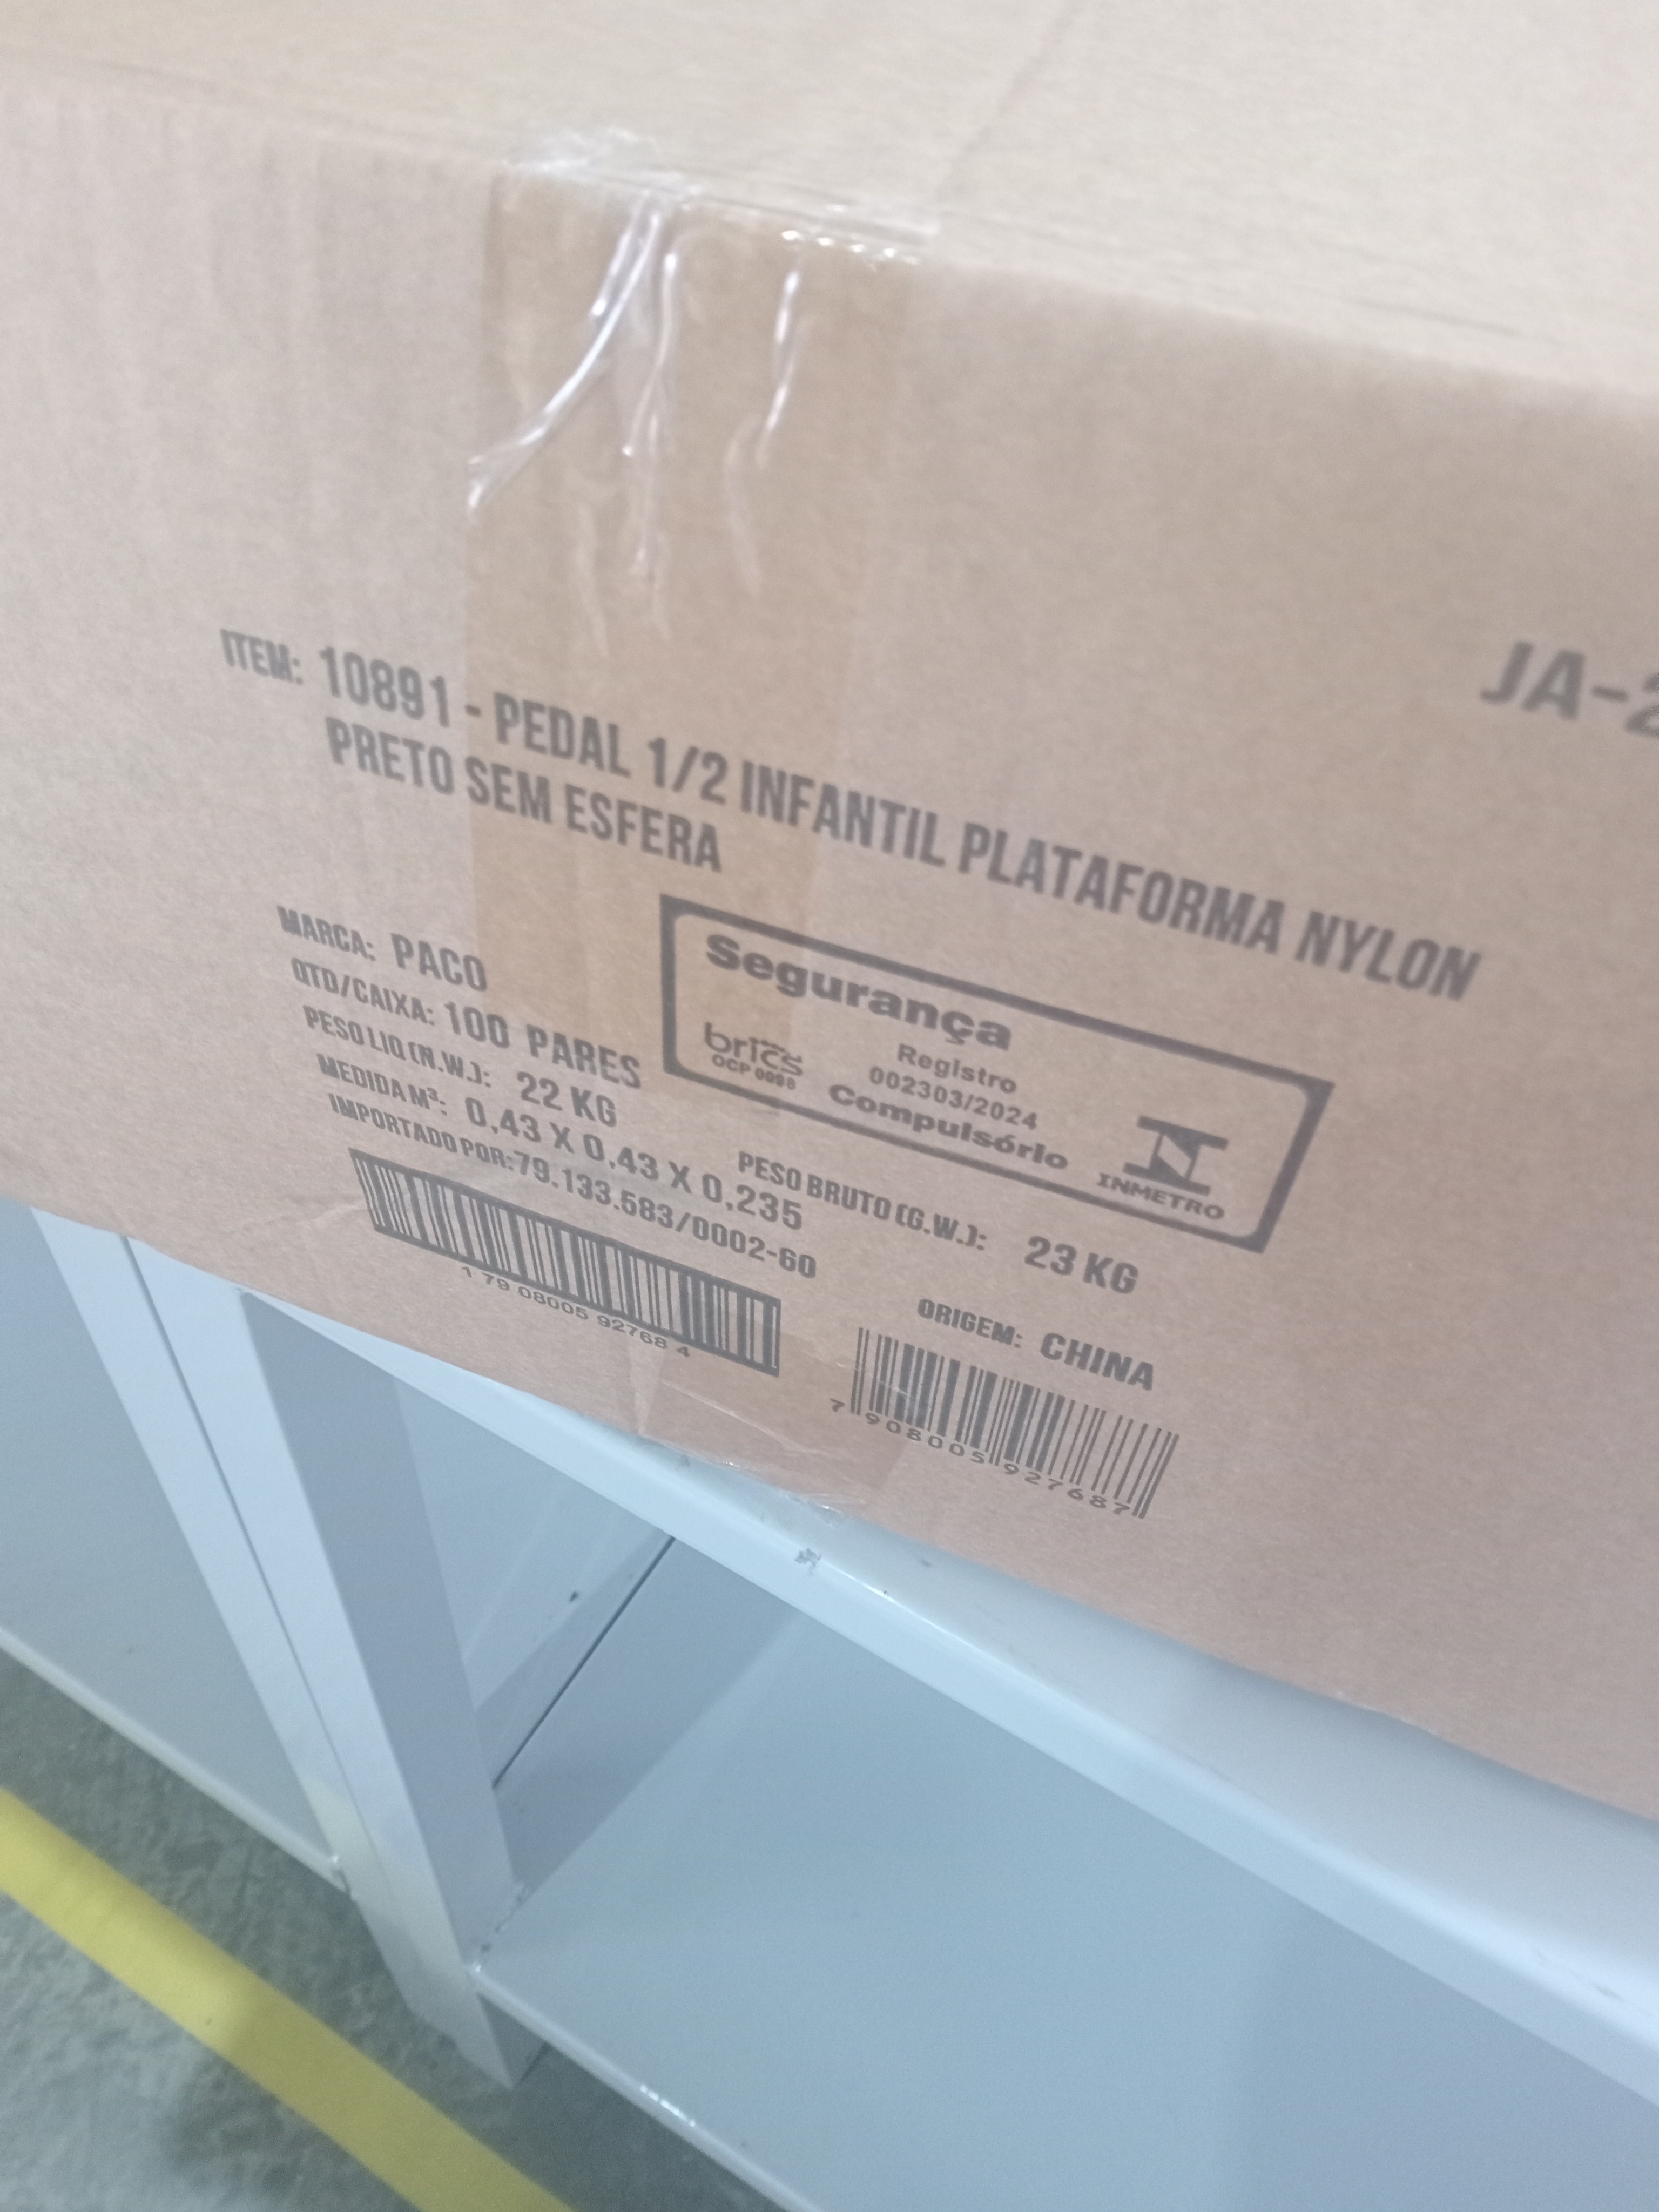 JA-2
ITEM: 10891 - PEDAL 1/2 INFANTIL PLATAFORMA NYLON
PRETO SEM ESFERA
MARCA: PACO
QTD/CAIXA: 100 PARES
PESO LIQ (N.W.): 22 KG
PESO BRUTO (G.W.): 23 KG
MEDIDA M³: 0,43 X 0,43 X 0,235
IMPORTADO POR: 79.133.583/0002-60
ORIGEM: CHINA
Segurança
brics
OCP 0098
Registro
002303/2024
Compulsório
INMETRO
1 79 08005 92768 4
7 908005 927687